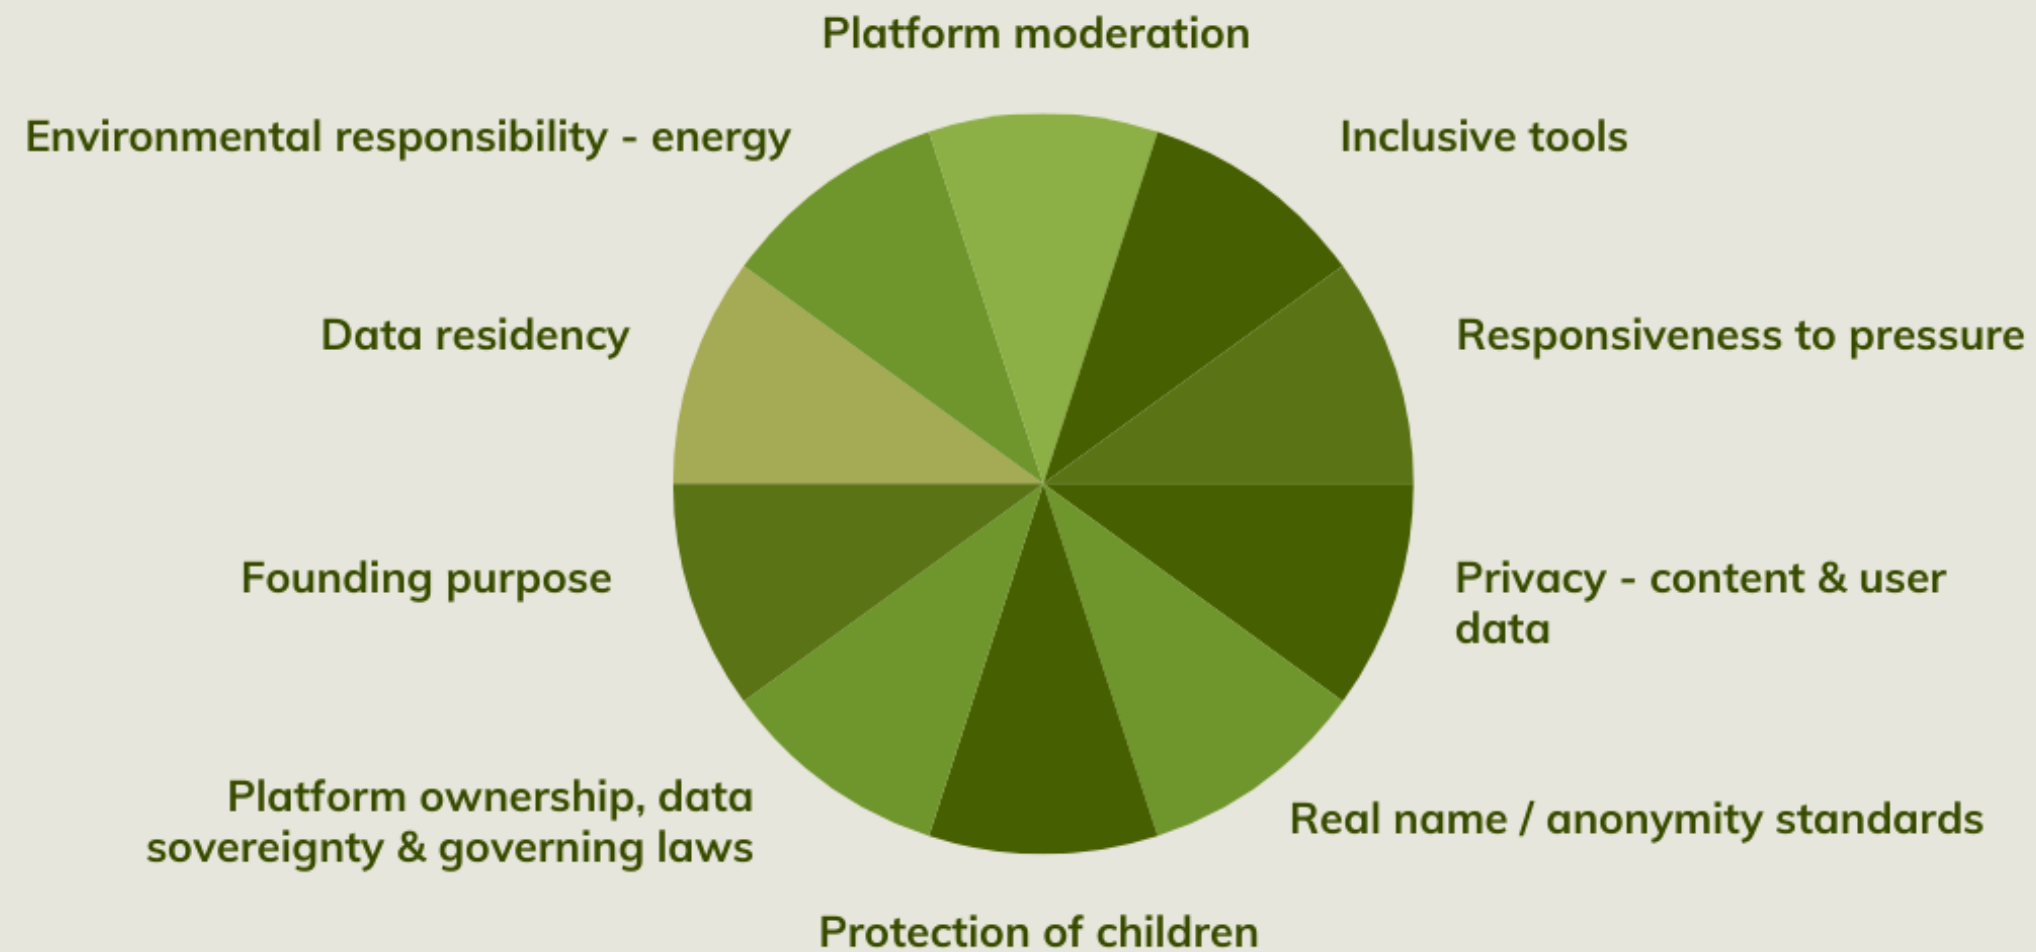 Platform moderation
Environmental responsibility - energy
Inclusive tools
Data residency
Responsiveness to pressure
Founding purpose
Privacy - content & user
data
Platform ownership, data
sovereignty & governing laws
Real name / anonymity standards
Protection of children